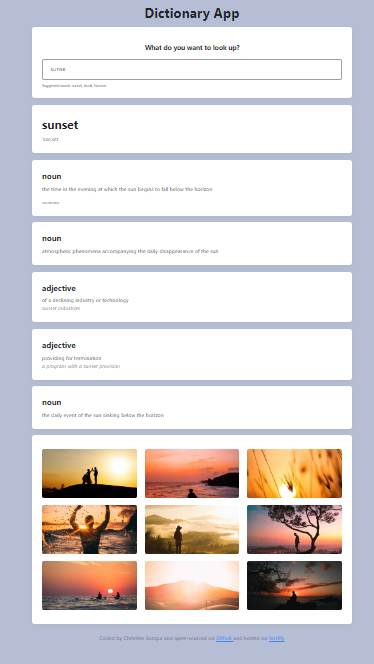 Dictionary App
What do you want to look up?
Suggested words: sunset, book, forever
sunset
noun
the time in the evening at which the sun begins to fall below the horizon
sundown
noun
atmospheric phenomena accompanying the daily disappearance of the sun
adjective
of a declining industry or technology
sunset industries
adjective
providing for termination
a program with a sunset provision
noun
the daily event of the sun sinking below the horizon
Coded by Christine and open-sourced on Github and hosted on Netlify